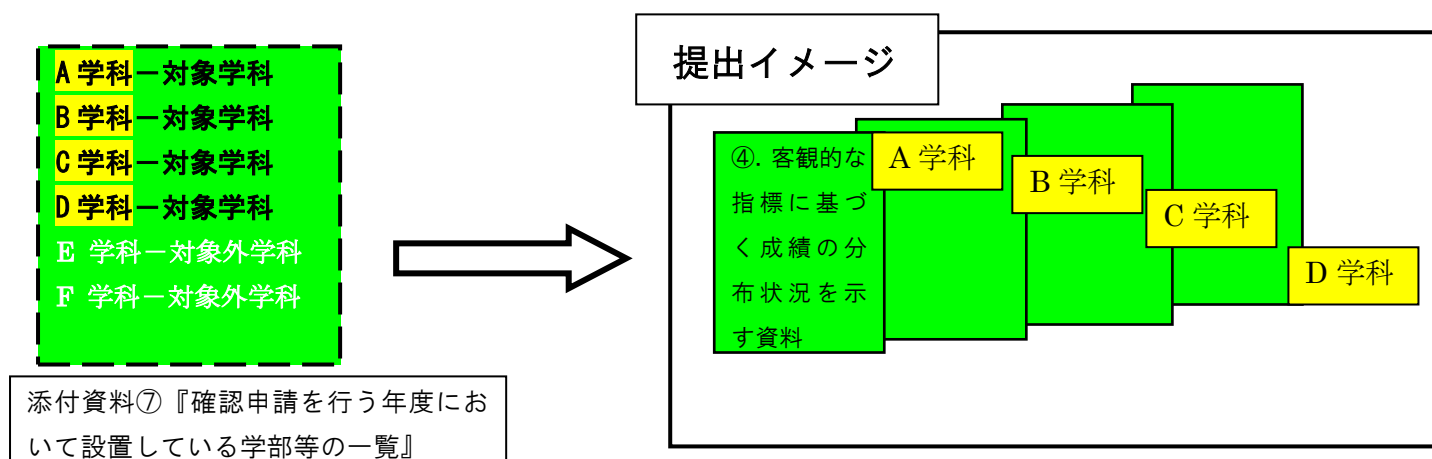 A 学科－対象学科
B 学科－対象学科
C 学科－対象学科
D 学科－対象学科
E 学科－対象外学科
F 学科－対象外学科
添付資料⑦『確認申請を行う年度にお
いて設置している学部等の一覧』
提出イメージ
④. 客観的な
指標に基づ
く成績の分
布状況を示
す資料
A 学科
B 学科
C 学科
D 学科